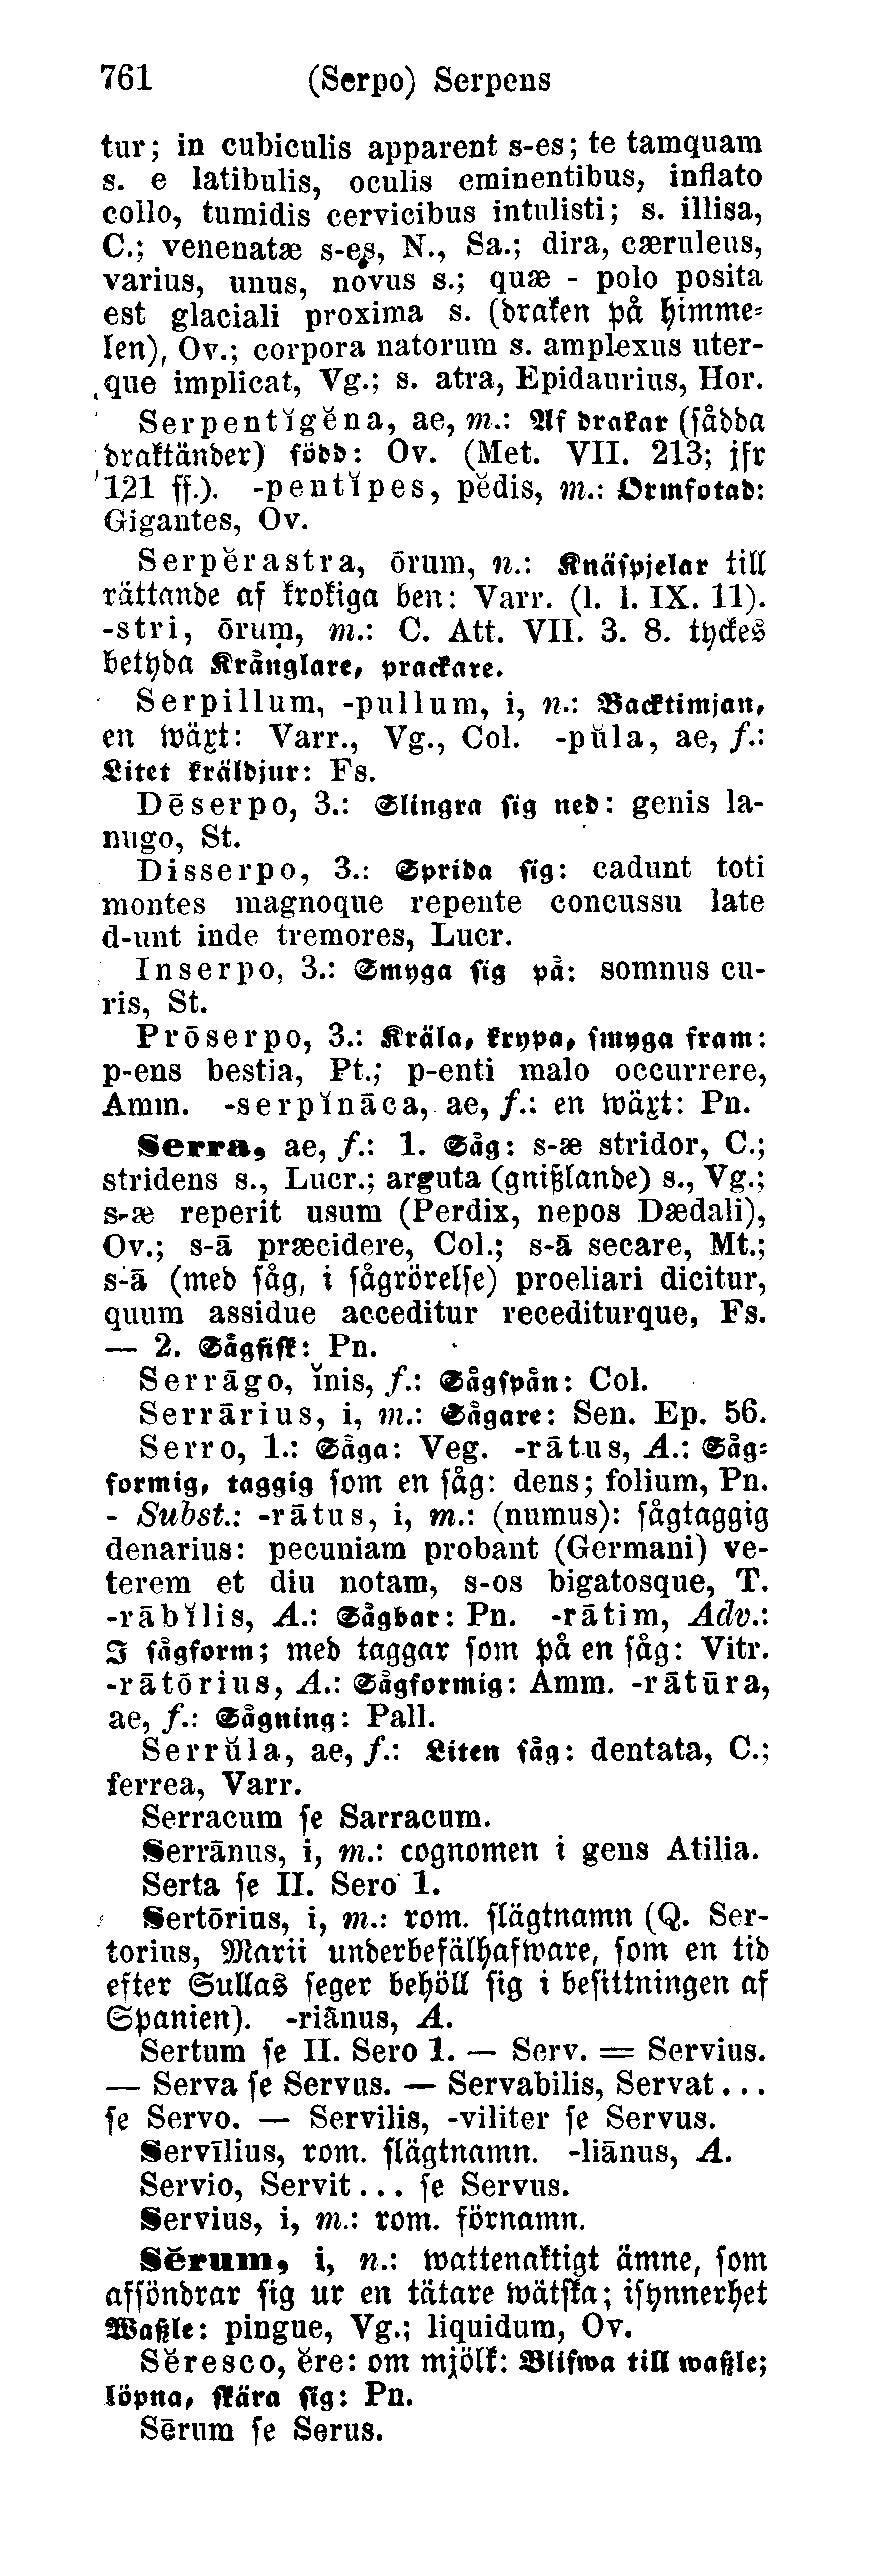 761 (Serpo) Serpens
tur; in cubiculis apparent s-es; te tamquam
s. e latibulis, oculis eminentibus, inflato
collo, tumidis cervicibus intulisti; s. illisa,
C.; venenatæ s-es, N., Sa.; dira, cæruleus,
varius, unus, novus s.; quæ - polo posita
est glaciali proxima s. (draken på himme-
len), Ov.; corpora natorum s. amplexus uter-
que implicat, Vg.; s. atra, Epidaurius, Hor.
Serpentĭgĕna, ae, m.: Af drakar (sådda
draktänder) född: Ov. (Met. VII. 213; jfr
121 ff.). -pentĭpes, pĕdis, m.: Ormfotad:
Gigantes, Ov.
Serpĕrastra, ōrum, n.: Knäspjelar till
rättande af krokiga ben: Varr. (l. l. IX. 11).
-stri, ōrum, m.: C. Att. VII. 3. 8. tyckes
betyda Krånglare, prackare.
Serpillum, -pullum, i, n.: Backtimjan,
en wäxt: Varr., Vg., Col. -pŭla, ae, f.:
Litet kräldjur: Fs.
Dēserpo, 3.: Slingra sig ned: genis la-
nugo, St.
Disserpo, 3.: Sprida sig: cadunt toti
montes magnoque repente concussu late
d-unt inde tremores, Lucr.
Inserpo, 3.: Smyga sig på: somnus cu-
ris, St.
Prōserpo, 3.: Kräla, krypa, smyga fram:
p-ens bestia, Pt.; p-enti malo occurrere,
Amm. -serpĭnāca, ae, f.: en wäxt: Pn.
Serra, ae, f.: 1. Såg: s-æ stridor, C.;
stridens s., Lucr.; arguta (gnißlande) s., Vg.;
s-æ reperit usum (Perdix, nepos Dædali),
Ov.; s-ā præcidere, Col.; s-ā secare, Mt.;
s-ā (med såg, i sågrörelse) proeliari dicitur,
quum assidue acceditur recediturque, Fs.
— 2. Sågfisk: Pn.
Serrāgo, ĭnis, f.: Sågspån: Col.
Serrārius, i, m.: Sågare: Sen. Ep. 56.
Serro, 1.: Såga: Veg. -rātus, A.: Såg-
formig, taggig som en såg: dens; folium, Pn.
- Subst.: -rātus, i, m.: (numus): sågtaggig
denarius: pecuniam probant (Germani) ve-
terem et diu notam, s-os bigatosque, T.
-rābĭlis, A.: Sågbar: Pn. -rātim, Adv.:
I sågform; med taggar som på en såg: Vitr.
-rātōrius, A.: Sågformig: Amm. -rātūra,
ae, f.: Sågning: Pall.
Serrŭla, ae, f.: Liten såg: dentata, C.;
ferrea, Varr.
Serracum se Sarracum.
Serrānus, i, m.: cognomen i gens Atilia.
Serta se II. Sero 1.
Sertōrius, i, m.: rom. slägtnamn (Q. Ser-
torius, Marii underbefälhafware, som en tid
efter Sullas seger behöll sig i besittningen af
Spanien). -riānus, A.
Sertum se II. Sero 1. — Serv. = Servius.
— Serva se Servus. — Servabilis, Servat...
se Servo. — Servilis, -viliter se Servus.
Servīlius, rom. slägtnamn. -liānus, A.
Servio, Servit... se Servus.
Servius, i, m.: rom. förnamn.
Sĕrum, i, n.: wattenaktigt ämne, som
afsöndrar sig ur en tätare wätska; isynnerhet
Waßle: pingue, Vg.; liquidum, Ov.
Sĕresco, ĕre: om mjölk: Blifwa till waßle;
löpna, skära sig: Pn.
Sērum se Serus.